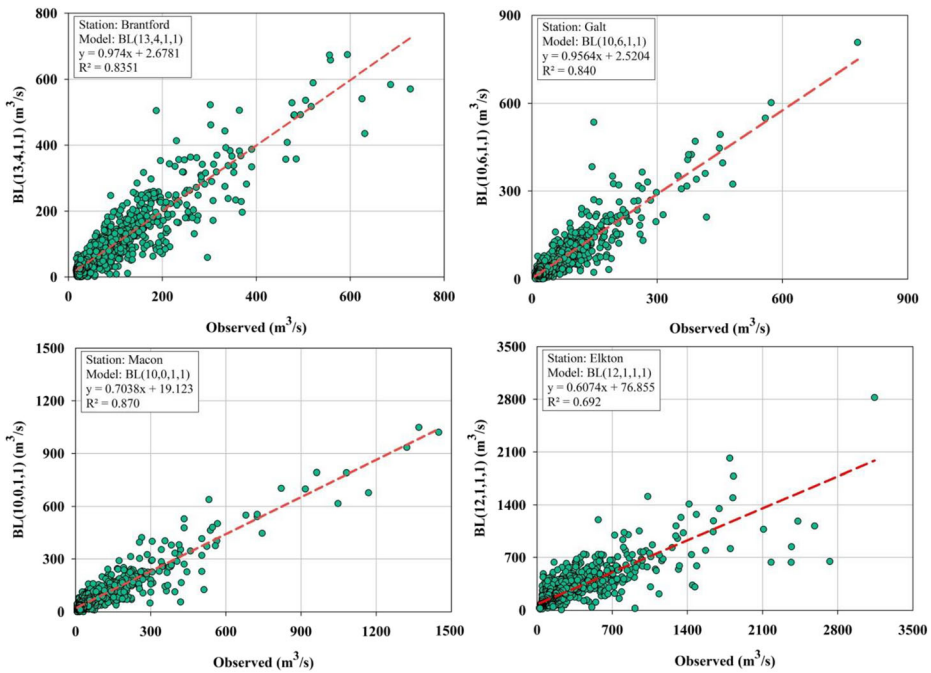 Station: Brantford
Model: BL(13,4,1,1)
y = 0.974x + 2.6781
R² = 0.8351
BL(13,4,1,1) (m³/s)
800
600
400
200
0
0 200 400 600 800
Observed (m³/s)
Station: Galt
Model: BL(10,6,1,1)
y = 0.9564x + 2.5204
R² = 0.840
BL(10,6,1,1) (m³/s)
900
600
300
0
0 300 600 900
Observed (m³/s)
Station: Macon
Model: BL(10,0,1,1)
y = 0.7038x + 19.123
R² = 0.870
BL(10,0,1,1) (m³/s)
1500
1200
900
600
300
0
0 300 600 900 1200 1500
Observed (m³/s)
Station: Elkton
Model: BL(12,1,1,1)
y = 0.6074x + 76.855
R² = 0.692
BL(12,1,1,1) (m³/s)
3500
2800
2100
1400
700
0
0 700 1400 2100 2800 3500
Observed (m³/s)